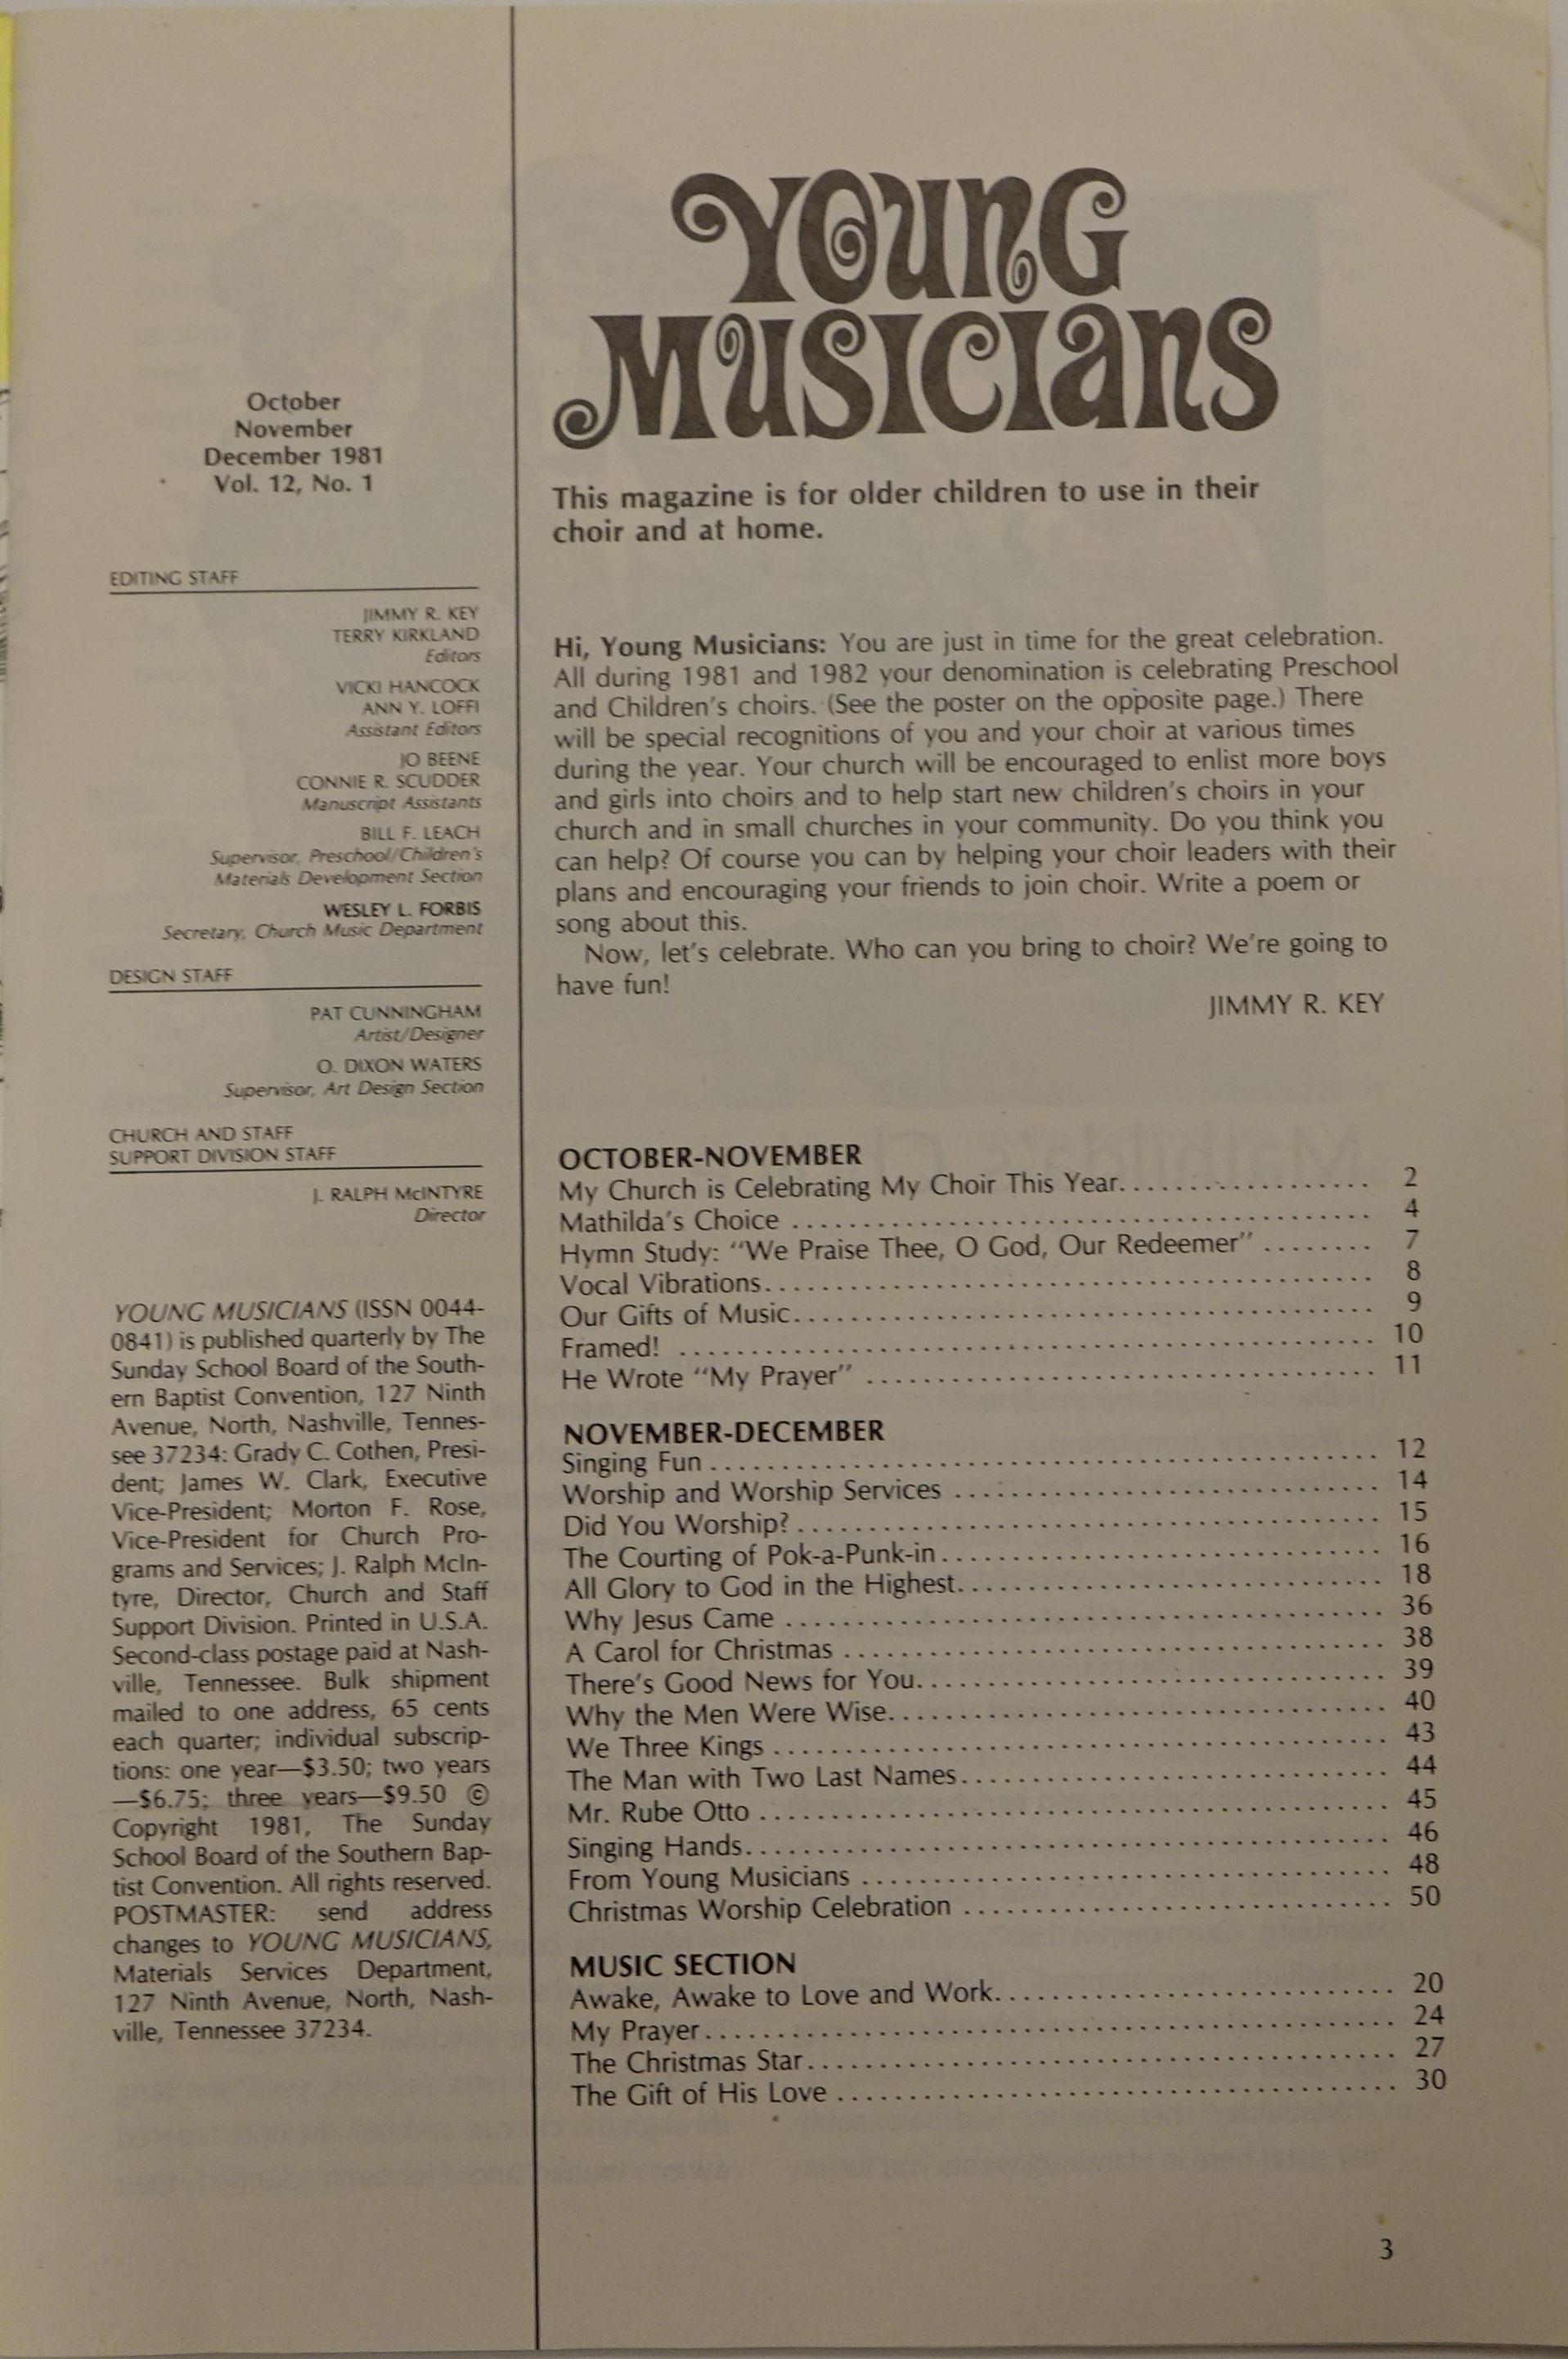 October
November
December 1981
Vol. 12, No. 1
EDITING STAFF
JIMMY R. KEY
TERRY KIRKLAND
Editors
VICKI HANCOCK
ANN Y. LOFFI
Assistant Editors
JO BEENE
CONNIE R. SCUDDER
Manuscript Assistants
BILL F. LEACH
Supervisor, Preschool/Children's
Materials Development Section
WESLEY L. FORBIS
Secretary, Church Music Department
DESIGN STAFF
PAT CUNNINGHAM
Artist/Designer
O. DIXON WATERS
Supervisor, Art Design Section
CHURCH AND STAFF
SUPPORT DIVISION STAFF
J. RALPH McINTYRE
Director
YOUNG MUSICIANS (ISSN 0044-
0841) is published quarterly by The
Sunday School Board of the South-
ern Baptist Convention, 127 Ninth
Avenue, North, Nashville, Tennes-
see 37234: Grady C. Cothen, Presi-
dent; James W. Clark, Executive
Vice-President; Morton F. Rose,
Vice-President for Church Pro-
grams and Services; J. Ralph McIn-
tyre, Director, Church and Staff
Support Division. Printed in U.S.A.
Second-class postage paid at Nash-
ville, Tennessee. Bulk shipment
mailed to one address, 65 cents
each quarter; individual subscrip-
tions: one year—$3.50; two years
—$6.75; three years—$9.50 ©
Copyright 1981, The Sunday
School Board of the Southern Bap-
tist Convention. All rights reserved.
POSTMASTER: send address
changes to YOUNG MUSICIANS,
Materials Services Department,
127 Ninth Avenue, North, Nash-
ville, Tennessee 37234.
Young
Musicians
This magazine is for older children to use in their
choir and at home.
Hi, Young Musicians: You are just in time for the great celebration.
All during 1981 and 1982 your denomination is celebrating Preschool
and Children's choirs. (See the poster on the opposite page.) There
will be special recognitions of you and your choir at various times
during the year. Your church will be encouraged to enlist more boys
and girls into choirs and to help start new children's choirs in your
church and in small churches in your community. Do you think you
can help? Of course you can by helping your choir leaders with their
plans and encouraging your friends to join choir. Write a poem or
song about this.
Now, let's celebrate. Who can you bring to choir? We're going to
have fun!
JIMMY R. KEY
OCTOBER-NOVEMBER
My Church is Celebrating My Choir This Year.................. 2
Mathilda's Choice .................................... 4
Hymn Study: "We Praise Thee, O God, Our Redeemer" ........ 7
Vocal Vibrations...................................... 8
Our Gifts of Music.................................... 9
Framed! .............................................. 10
He Wrote "My Prayer" ................................. 11
NOVEMBER-DECEMBER
Singing Fun .......................................... 12
Worship and Worship Services ......................... 14
Did You Worship?...................................... 15
The Courting of Pok-a-Punk-in......................... 16
All Glory to God in the Highest....................... 18
Why Jesus Came ....................................... 36
A Carol for Christmas ................................ 38
There's Good News for You............................. 39
Why the Men Were Wise................................. 40
We Three Kings ....................................... 43
The Man with Two Last Names........................... 44
Mr. Rube Otto ........................................ 45
Singing Hands......................................... 46
From Young Musicians ................................. 48
Christmas Worship Celebration ........................ 50
MUSIC SECTION
Awake, Awake to Love and Work......................... 20
My Prayer............................................. 24
The Christmas Star.................................... 27
The Gift of His Love ................................. 30
3